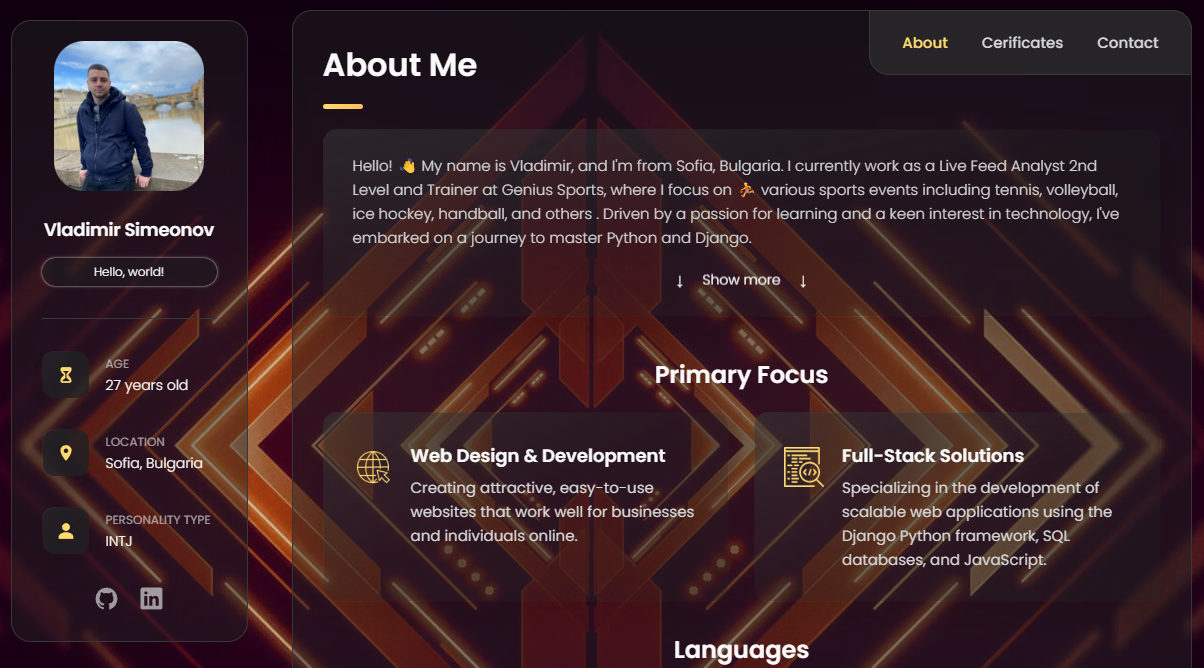 Vladimir Simeonov
Hello, world!
AGE
27 years old
LOCATION
Sofia, Bulgaria
PERSONALITY TYPE
INTJ
About Cerificates Contact
About Me
Hello! 👋 My name is Vladimir, and I'm from Sofia, Bulgaria. I currently work as a Live Feed Analyst 2nd
Level and Trainer at Genius Sports, where I focus on 🏃 various sports events including tennis, volleyball,
ice hockey, handball, and others . Driven by a passion for learning and a keen interest in technology, I've
embarked on a journey to master Python and Django.
↓ Show more ↓
Primary Focus
Web Design & Development
Creating attractive, easy-to-use
websites that work well for businesses
and individuals online.
Full-Stack Solutions
Specializing in the development of
scalable web applications using the
Django Python framework, SQL
databases, and JavaScript.
Languages